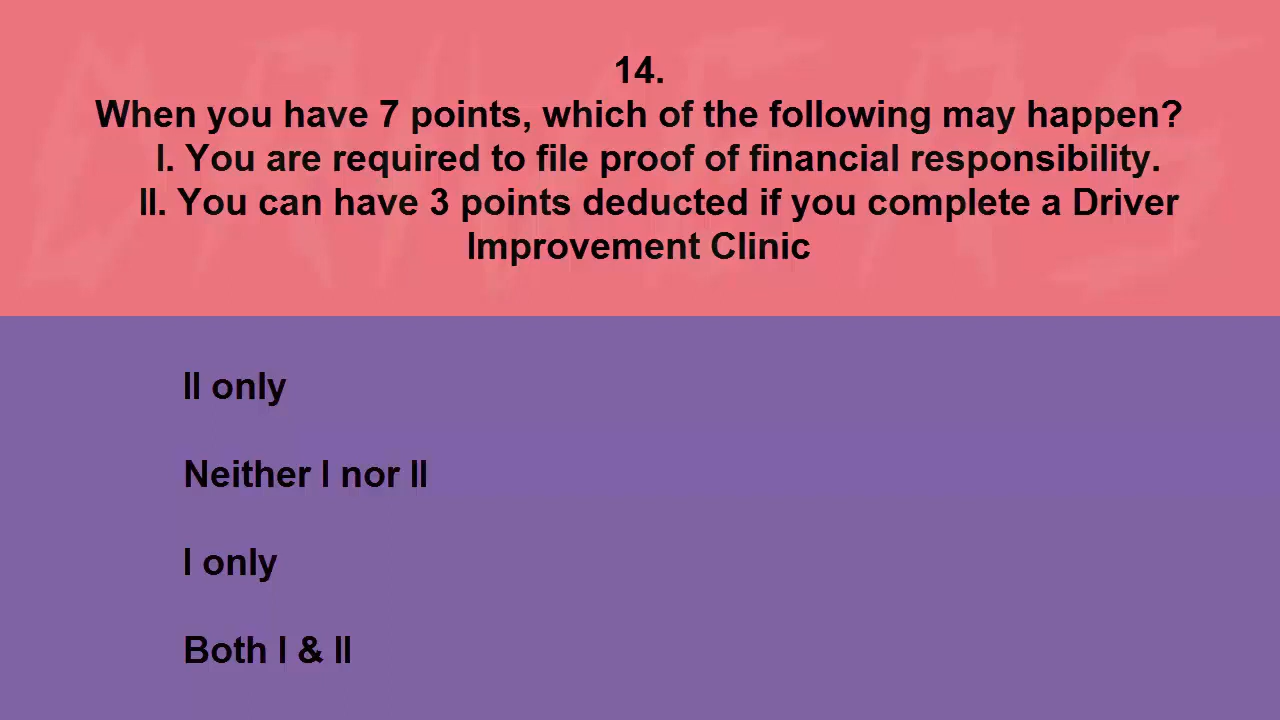 14.
When you have 7 points, which of the following may happen?
I. You are required to file proof of financial responsibility.
II. You can have 3 points deducted if you complete a Driver
Improvement Clinic
II only
Neither I nor II
I only
Both I & II